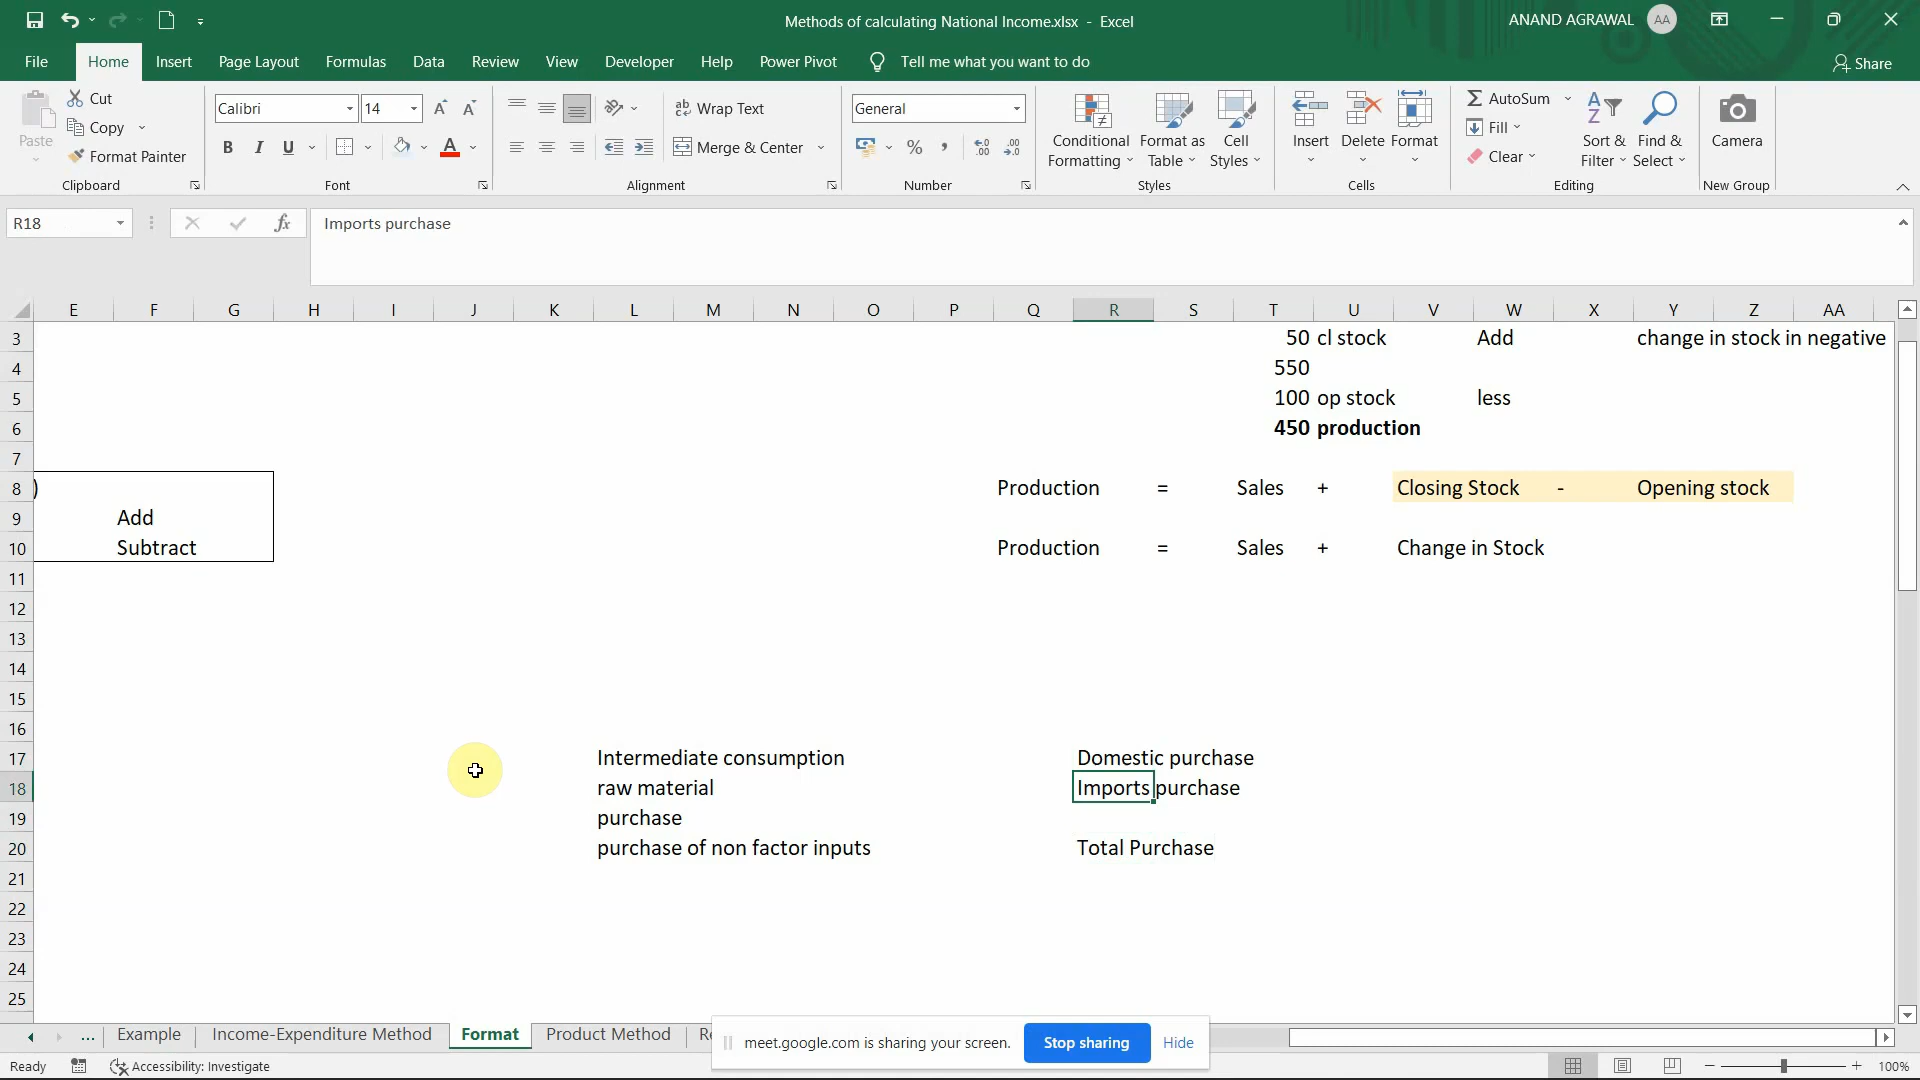 Methods of calculating National Income.xlsx - Excel
ANAND AGRAWAL AA
File Home Insert Page Layout Formulas Data Review View Developer Help Power Pivot Tell me what you want to do Share
Paste
Cut
Copy
Format Painter
Clipboard
Calibri 14
B I U
Font
Wrap Text
Merge & Center
Alignment
General
Number
Conditional Formatting
Format as Table
Cell Styles
Styles
Insert
Delete
Format
Cells
AutoSum
Fill
Clear
Sort & Filter
Find & Select
Editing
Camera
New Group
R18
fx
Imports purchase
E F G H I J K L M N O P Q R S T U V W X Y Z AA
3 50 cl stock Add change in stock in negative
4 550
5 100 op stock less
6 450 production
7
8 ) Production = Sales + Closing Stock - Opening stock
9 Add
10 Subtract Production = Sales + Change in Stock
11
12
13
14
15
16
17 Intermediate consumption Domestic purchase
18 raw material Imports purchase
19 purchase
20 purchase of non factor inputs Total Purchase
21
22
23
24
25
... Example Income-Expenditure Method Format Product Method
meet.google.com is sharing your screen. Stop sharing Hide
Ready Accessibility: Investigate 100%